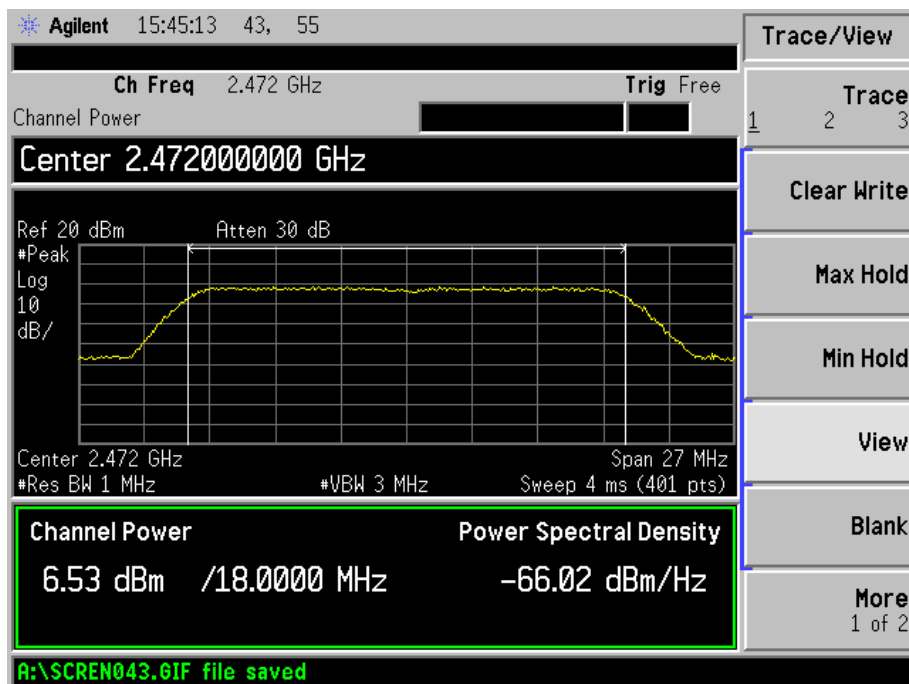 Agilent 15:45:13 43, 55
Trace/View
Ch Freq 2.472 GHz Trig Free
Channel Power
Trace
1 2 3
Center 2.472000000 GHz
Clear Write
Ref 20 dBm Atten 30 dB
#Peak
Log
10
dB/
Max Hold
Min Hold
Center 2.472 GHz Span 27 MHz
#Res BW 1 MHz #VBW 3 MHz Sweep 4 ms (401 pts)
View
Channel Power Power Spectral Density
6.53 dBm /18.0000 MHz -66.02 dBm/Hz
Blank
More
1 of 2
A:\SCREN043.GIF file saved